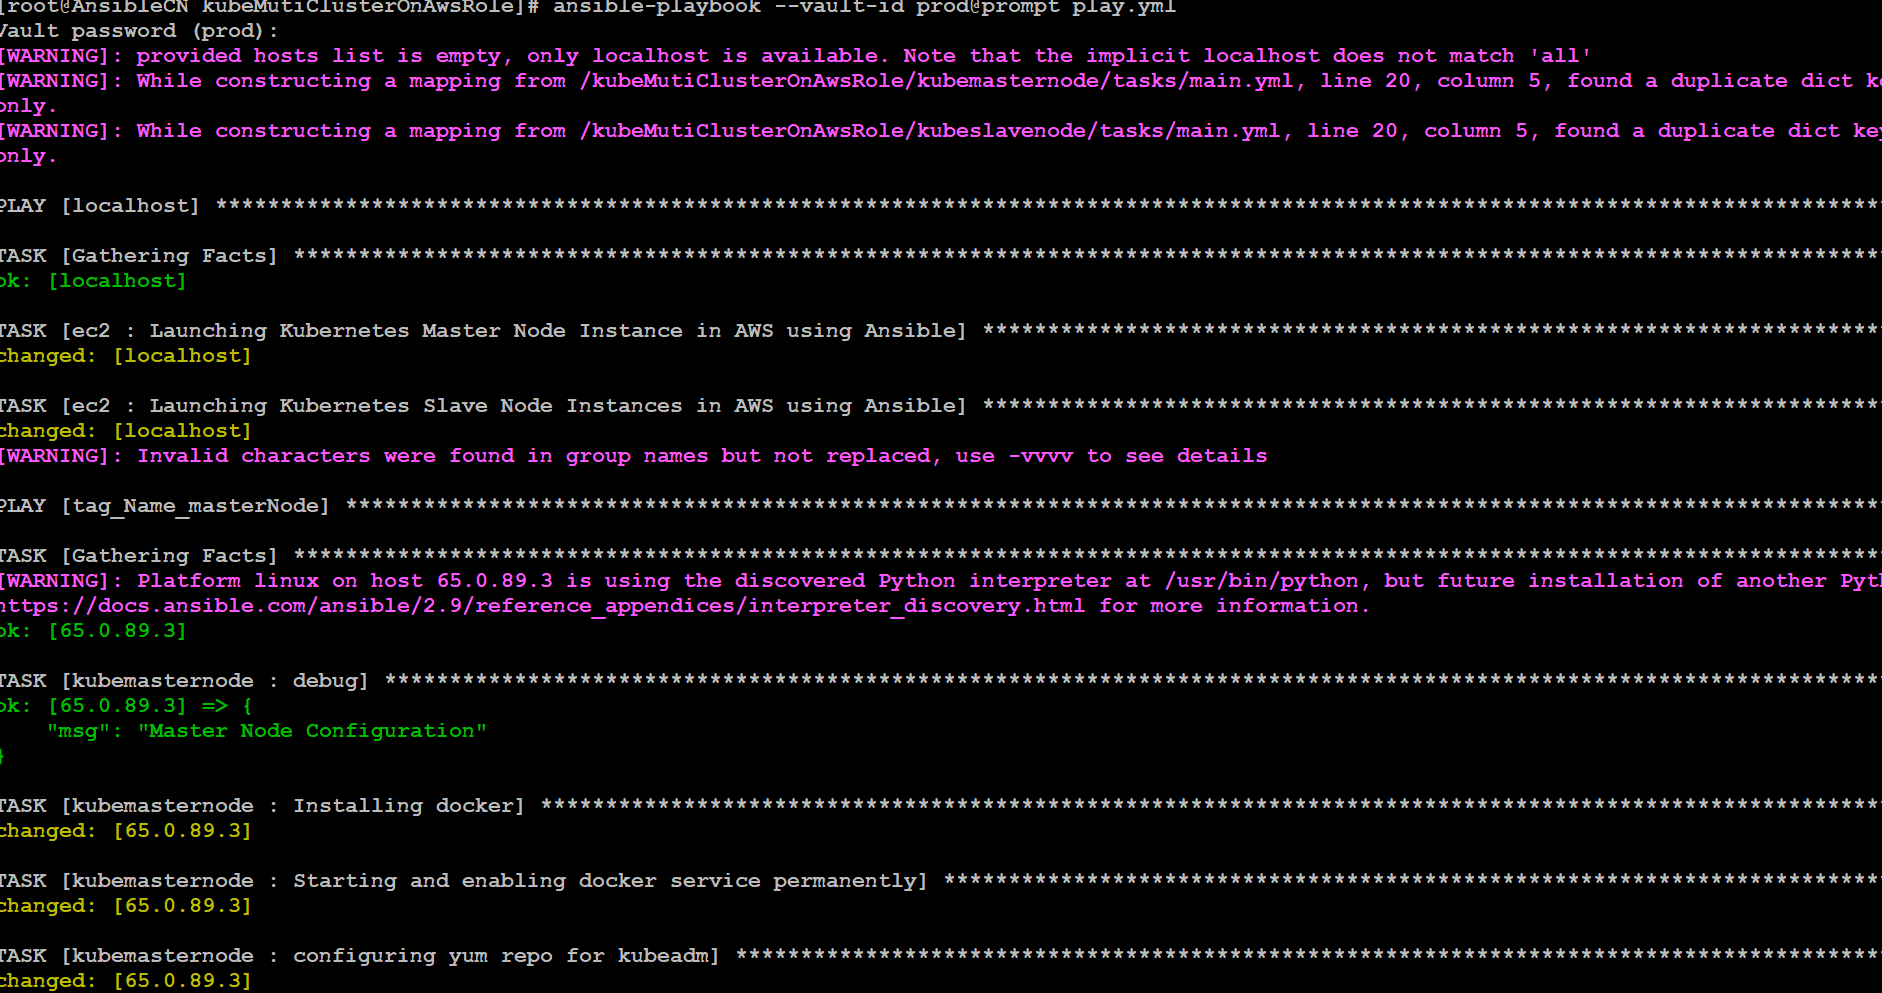 [root@AnsibleCN kubeMutiClusterOnAwsRole]# ansible-playbook --vault-id prod@prompt play.yml
Vault password (prod):
[WARNING]: provided hosts list is empty, only localhost is available. Note that the implicit localhost does not match 'all'
[WARNING]: While constructing a mapping from /kubeMutiClusterOnAwsRole/kubemasternode/tasks/main.yml, line 20, column 5, found a duplicate dict ke
only.
[WARNING]: While constructing a mapping from /kubeMutiClusterOnAwsRole/kubeslavenode/tasks/main.yml, line 20, column 5, found a duplicate dict key
only.
PLAY [localhost] ********************************************************************************************************************************
TASK [Gathering Facts] **************************************************************************************************************************
ok: [localhost]
TASK [ec2 : Launching Kubernetes Master Node Instance in AWS using Ansible] *********************************************************************
changed: [localhost]
TASK [ec2 : Launching Kubernetes Slave Node Instances in AWS using Ansible] *********************************************************************
changed: [localhost]
[WARNING]: Invalid characters were found in group names but not replaced, use -vvvv to see details
PLAY [tag_Name_masterNode] **********************************************************************************************************************
TASK [Gathering Facts] **************************************************************************************************************************
[WARNING]: Platform linux on host 65.0.89.3 is using the discovered Python interpreter at /usr/bin/python, but future installation of another Pyth
https://docs.ansible.com/ansible/2.9/reference_appendices/interpreter_discovery.html for more information.
ok: [65.0.89.3]
TASK [kubemasternode : debug] *******************************************************************************************************************
ok: [65.0.89.3] => {
    "msg": "Master Node Configuration"
}
TASK [kubemasternode : Installing docker] *******************************************************************************************************
changed: [65.0.89.3]
TASK [kubemasternode : Starting and enabling docker service permanently] ************************************************************************
changed: [65.0.89.3]
TASK [kubemasternode : configuring yum repo for kubeadm] ****************************************************************************************
changed: [65.0.89.3]